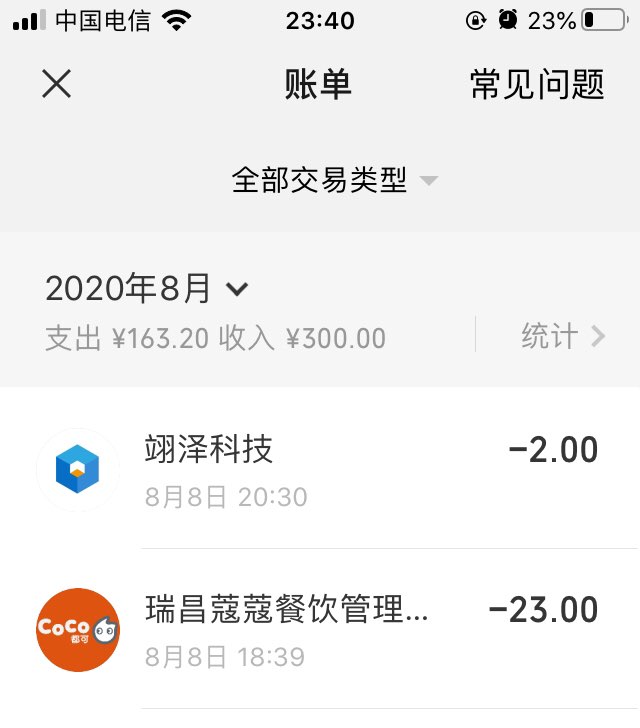 中国电信 23:40 23%
账单 常见问题
全部交易类型
2020年8月
支出 ¥163.20 收入 ¥300.00 统计
翊泽科技 -2.00
8月8日 20:30
CoCo
都可
瑞昌蔻蔻餐饮管理... -23.00
8月8日 18:39